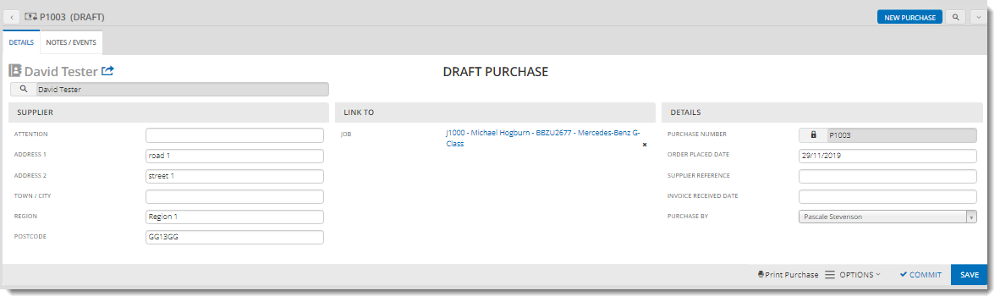 P1003 (DRAFT)
NEW PURCHASE
DETAILS
NOTES / EVENTS
David Tester
DRAFT PURCHASE
David Tester
SUPPLIER
ATTENTION
ADDRESS 1
road 1
ADDRESS 2
street 1
TOWN / CITY
REGION
Region 1
POSTCODE
GG13GG
LINK TO
JOB
J1000 - Michael Hogburn - BBZU2677 - Mercedes-Benz G-
Class
DETAILS
PURCHASE NUMBER
P1003
ORDER PLACED DATE
29/11/2019
SUPPLIER REFERENCE
INVOICE RECEIVED DATE
PURCHASE BY
Pascale Stevenson
Print Purchase
OPTIONS
COMMIT
SAVE